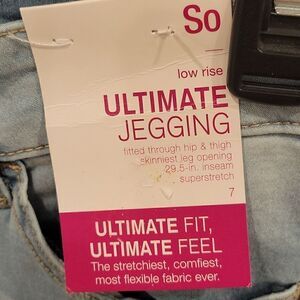 So
low rise
ULTIMATE
JEGGING
fitted through hip & thigh
skinniest leg opening
29.5-in. inseam
superstretch
7
ULTIMATE FIT,
ULTIMATE FEEL
The stretchiest, comfiest,
most flexible fabric ever.